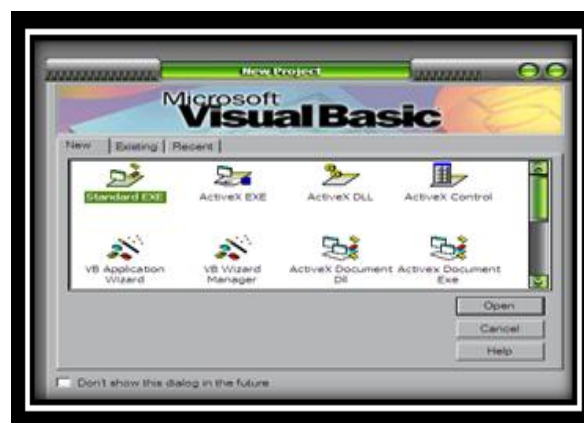 New Project
Microsoft
Visual Basic
New Existing Recent
Standard EXE ActiveX EXE ActiveX DLL ActiveX Control
VB Application Wizard VB Wizard Manager ActiveX Document Dll Activex Document Exe
Open
Cancel
Help
Don't show this dialog in the future